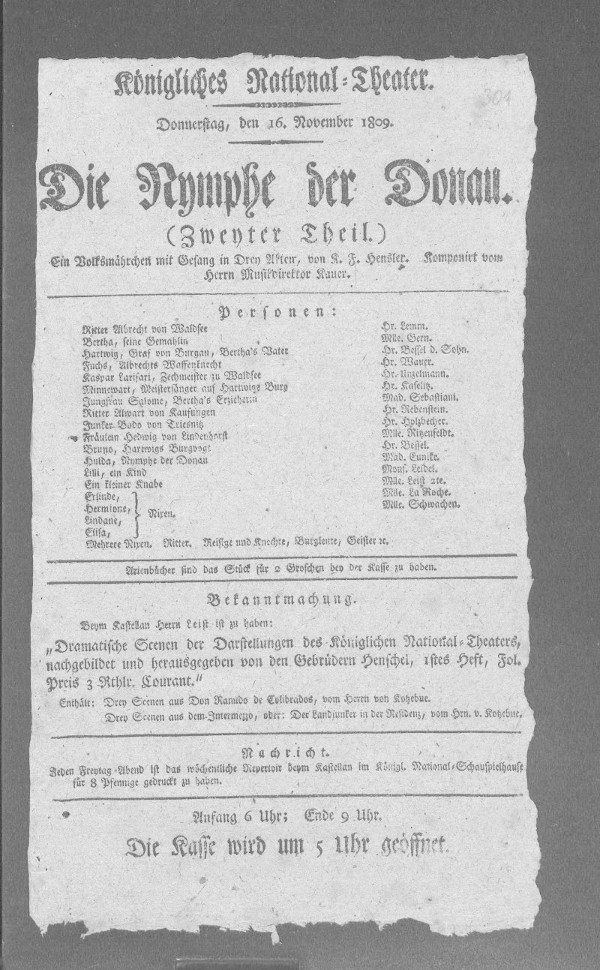 Königliches National-Theater.
Donnerstag, den 16. November 1809.
Die Nymphe der Donau.
(Zweyter Theil.)
Ein Volksmährchen mit Gesang in Drey Akten, von K. F. Hensler. Komponirt vom
Herrn Musikdirektor Kauer.
Personen:
Ritter Albrecht von Waldsee Hr. Lemm.
Bertha, seine Gemahlin Mlle. Gern.
Hartwig, Graf von Burgau, Bertha's Vater Hr. Bessel d. Sohn.
Fuchs, Albrechts Waffenknecht Hr. Wauer.
Kaspar Larifari, Zechmeister zu Waldsee Hr. Unzelmann.
Minnewart, Meistersänger auf Hartwigs Burg Hr. Kaselitz.
Jungfrau Salome, Bertha's Erzieherin Mad. Sebastiani.
Ritter Alwart von Kaufungen Hr. Rebenstein.
Junker Bodo von Triesnitz Hr. Holzbecher.
Fräulein Hedwig von Lindenhorst Mlle. Ritzenfeldt.
Bruno, Hartwigs Burgvogt Hr. Bessel.
Hulda, Nymphe der Donau Mad. Eunike.
Lilli, ein Kind Mons. Leidel.
Ein kleiner Knabe Mlle. Leist 2te.
Erlinde, Mlle. La Roche.
Hermione, Mlle. Schwachen.
Lindane, Nixen.
Elisa,
Mehrere Nixen. Ritter. Reisige und Knechte, Burgleute, Geister ꝛc.
Arienbücher sind das Stück für 2 Groschen bey der Kasse zu haben.
Bekanntmachung.
Beym Kastellan Herrn Leist ist zu haben:
„Dramatische Scenen der Darstellungen des Königlichen National-Theaters,
nachgebildet und herausgegeben von den Gebrüdern Henschel, 1stes Heft, Fol.
Preis 3 Rthlr. Courant.“
Enthält: Drey Scenen aus Don Ranudo de Colibrados, vom Herrn von Kotzebue.
Drey Scenen aus dem Intermezzo, oder: Der Landjunker in der Residenz, vom Hrn. v. Kotzebue.
Nachricht.
Jeden Freytag Abend ist das wöchentliche Repertoir beym Kastellan im Königl. National-Schauspielhause
für 8 Pfennige gedruckt zu haben.
Anfang 6 Uhr; Ende 9 Uhr.
Die Kasse wird um 5 Uhr geöffnet.